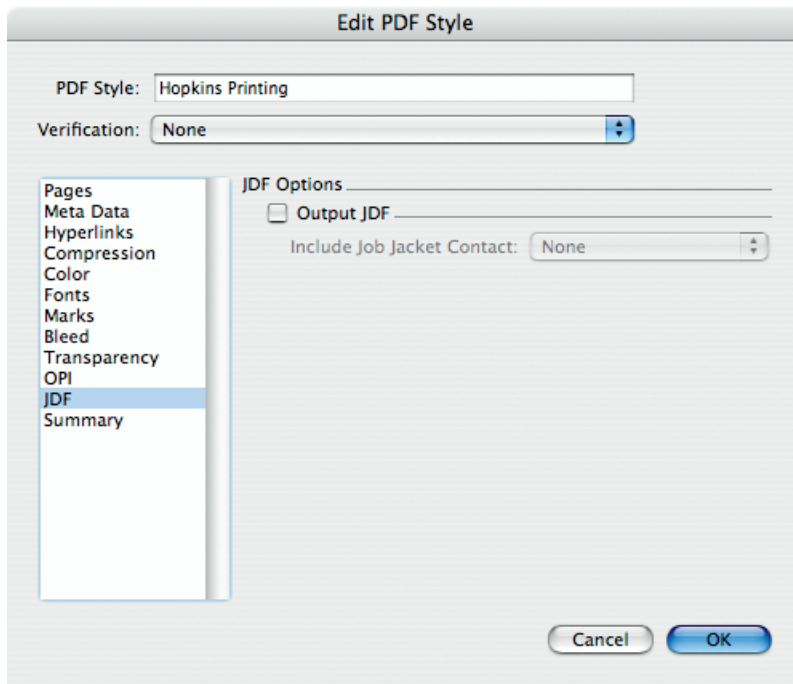 Edit PDF Style
PDF Style: Hopkins Printing
Verification: None
Pages
Meta Data
Hyperlinks
Compression
Color
Fonts
Marks
Bleed
Transparency
OPI
JDF
Summary
JDF Options
Output JDF
Include Job Jacket Contact: None
Cancel OK